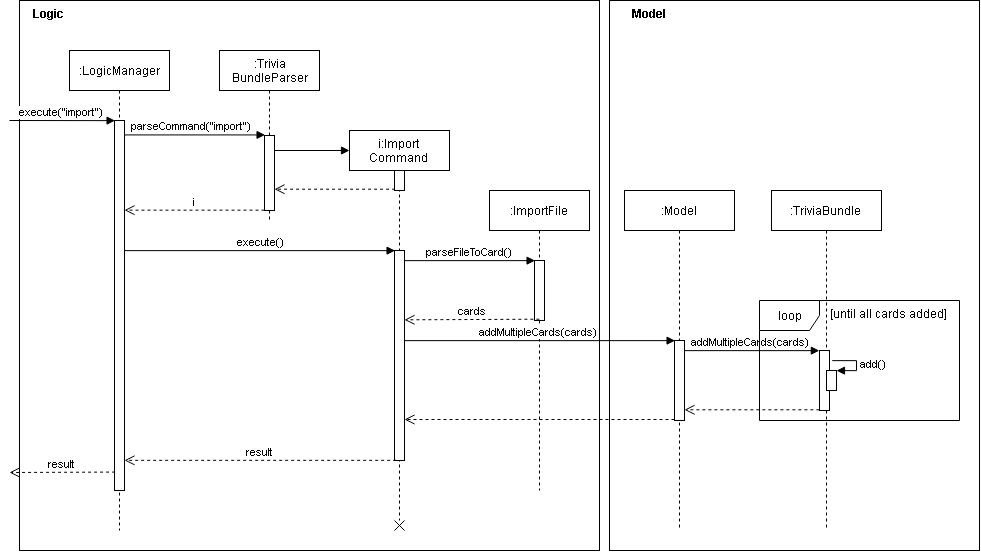 Logic
Model
:LogicManager
:Trivia
BundleParser
execute("import")
parseCommand("import")
i:Import
Command
i
:ImportFile
:Model
:TriviaBundle
execute()
parseFileToCard()
cards
loop
[until all cards added]
addMultipleCards(cards)
addMultipleCards(cards)
add()
result
result